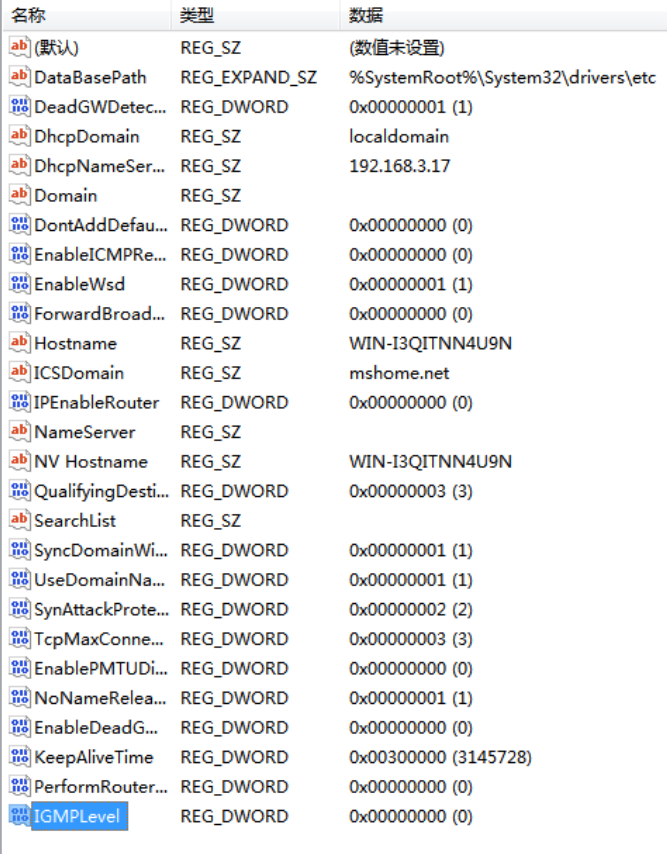 名称 类型 数据
(默认) REG_SZ (数值未设置)
DataBasePath REG_EXPAND_SZ %SystemRoot%\System32\drivers\etc
DeadGWDetec... REG_DWORD 0x00000001 (1)
DhcpDomain REG_SZ localdomain
DhcpNameSer... REG_SZ 192.168.3.17
Domain REG_SZ
DontAddDefau... REG_DWORD 0x00000000 (0)
EnableICMPRe... REG_DWORD 0x00000000 (0)
EnableWsd REG_DWORD 0x00000001 (1)
ForwardBroad... REG_DWORD 0x00000000 (0)
Hostname REG_SZ WIN-I3QITNN4U9N
ICSDomain REG_SZ mshome.net
IPEnableRouter REG_DWORD 0x00000000 (0)
NameServer REG_SZ
NV Hostname REG_SZ WIN-I3QITNN4U9N
QualifyingDesti... REG_DWORD 0x00000003 (3)
SearchList REG_SZ
SyncDomainWi... REG_DWORD 0x00000001 (1)
UseDomainNa... REG_DWORD 0x00000001 (1)
SynAttackProte... REG_DWORD 0x00000002 (2)
TcpMaxConne... REG_DWORD 0x00000003 (3)
EnablePMTUDi... REG_DWORD 0x00000000 (0)
NoNameRelea... REG_DWORD 0x00000001 (1)
EnableDeadG... REG_DWORD 0x00000000 (0)
KeepAliveTime REG_DWORD 0x00300000 (3145728)
PerformRouter... REG_DWORD 0x00000000 (0)
IGMPLevel REG_DWORD 0x00000000 (0)